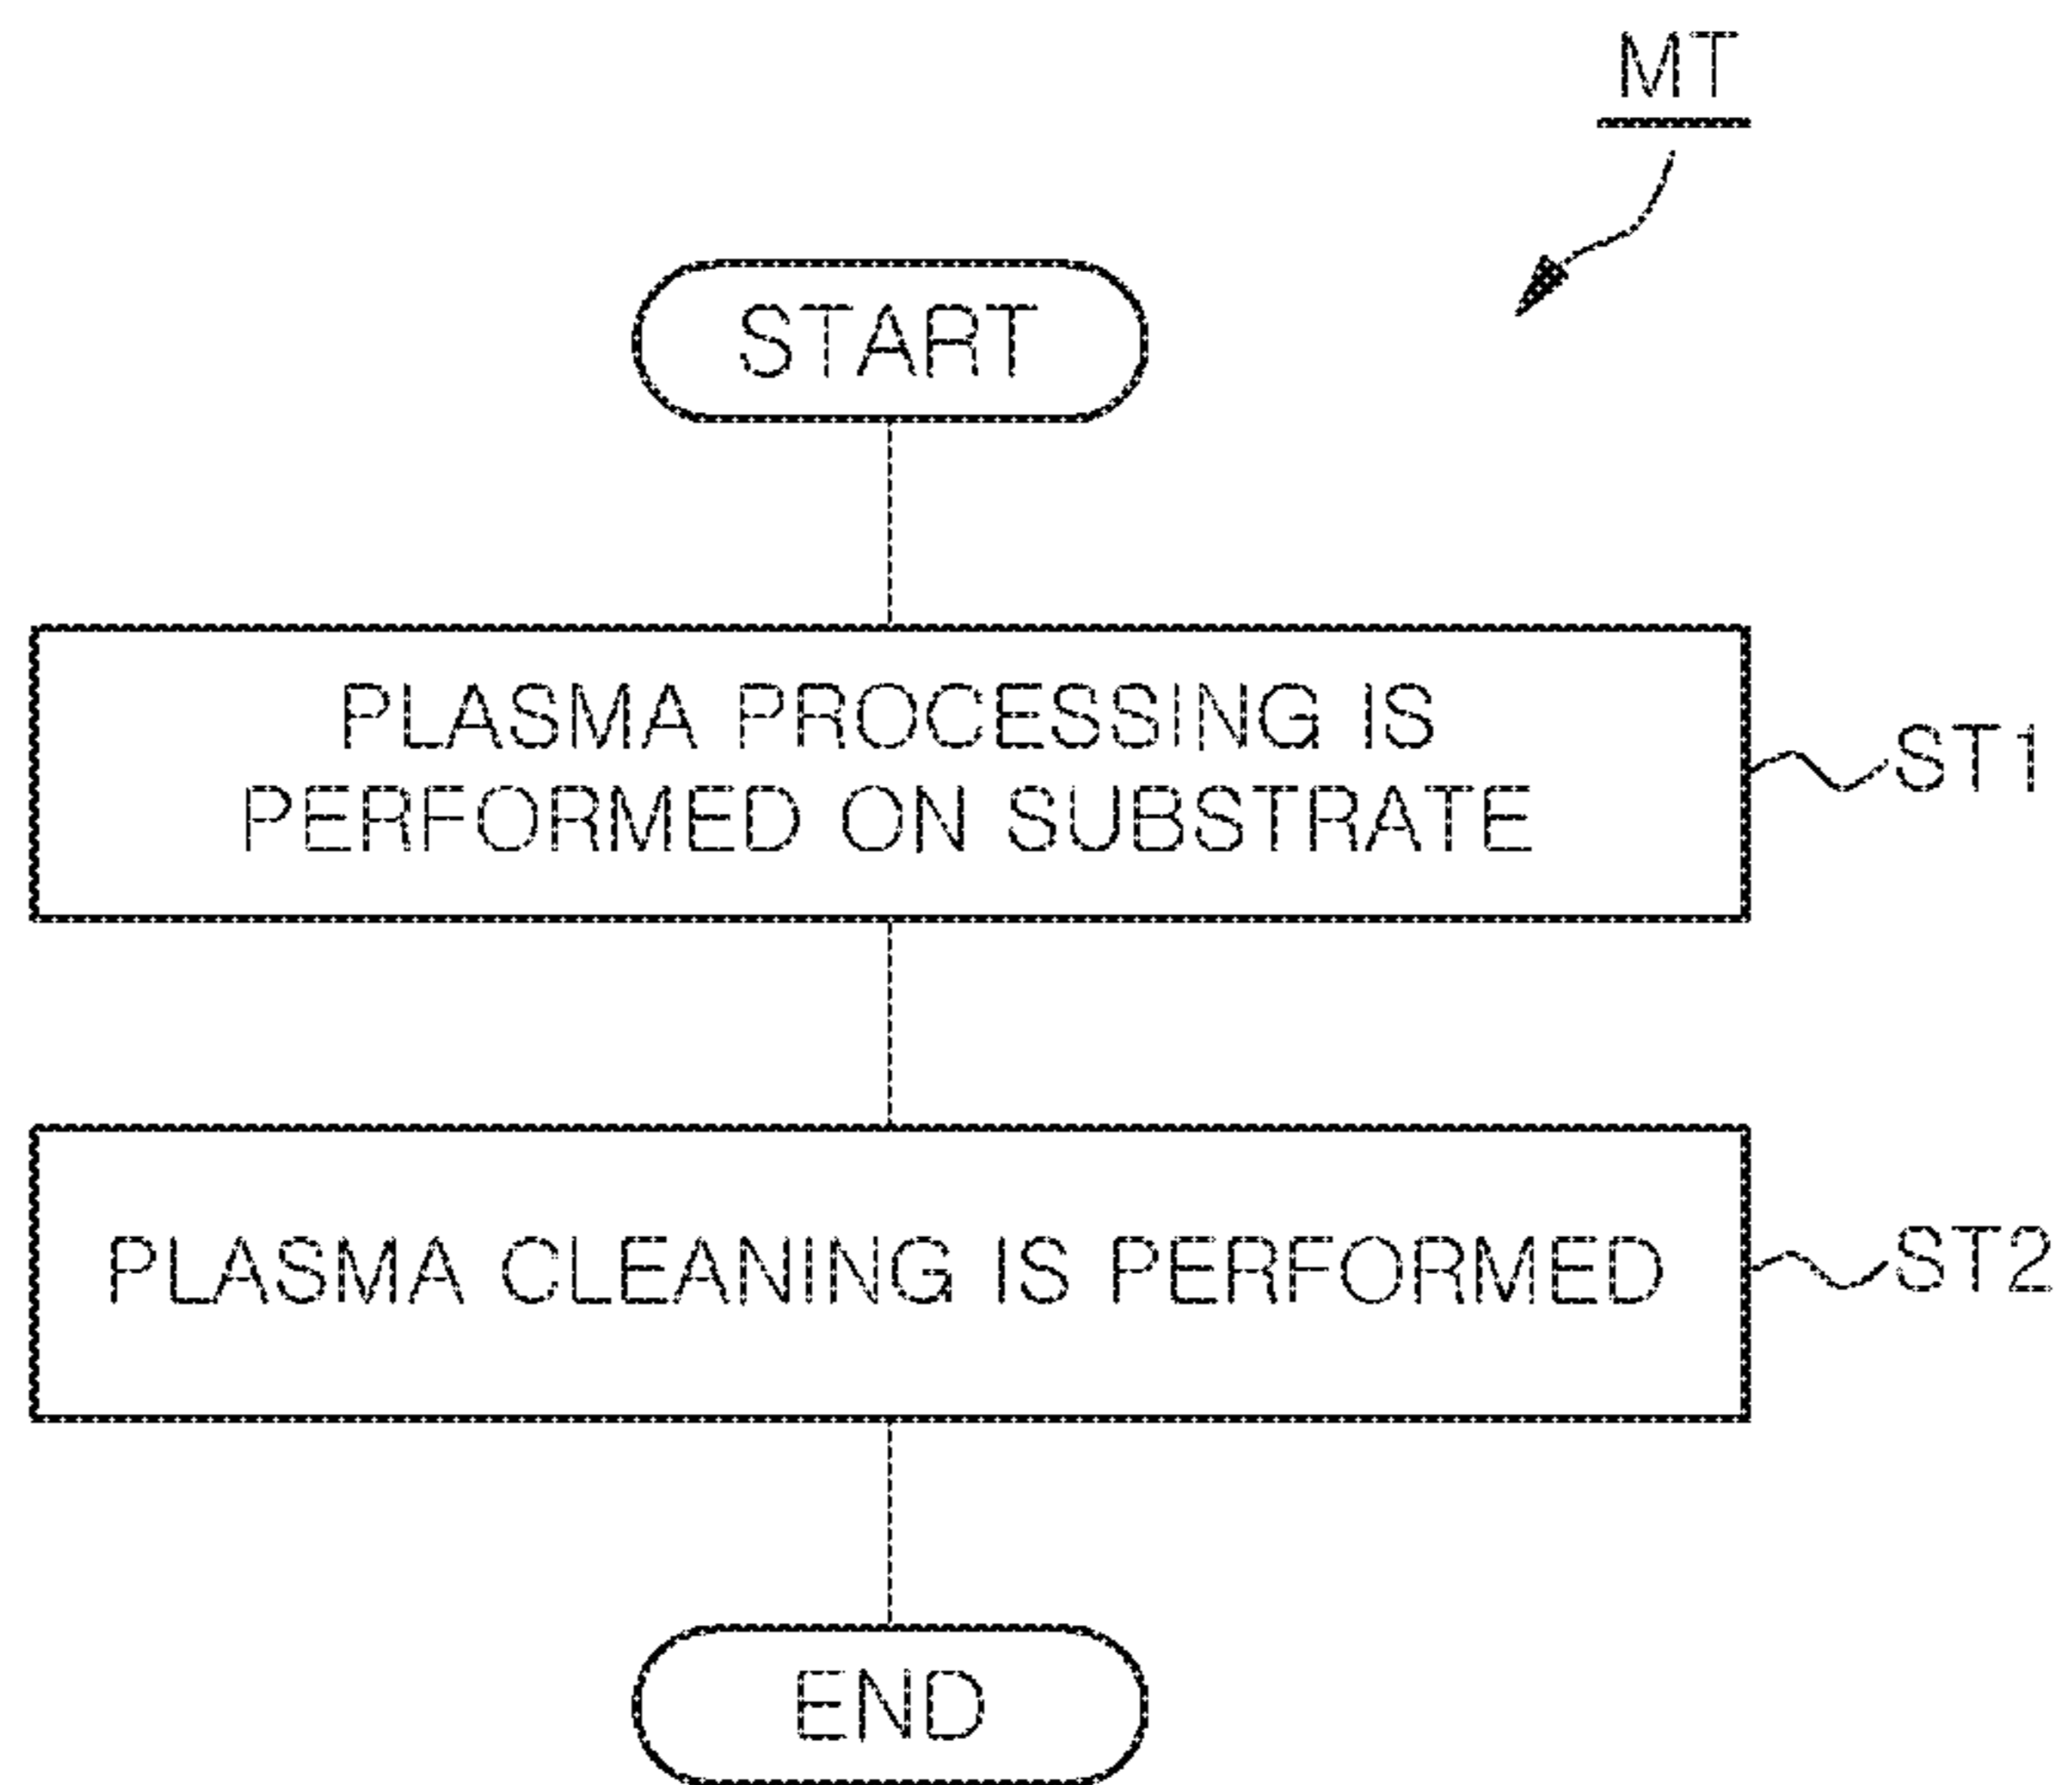 MT
START
PLASMA PROCESSING IS
PERFORMED ON SUBSTRATE
ST1
PLASMA CLEANING IS PERFORMED
ST2
END